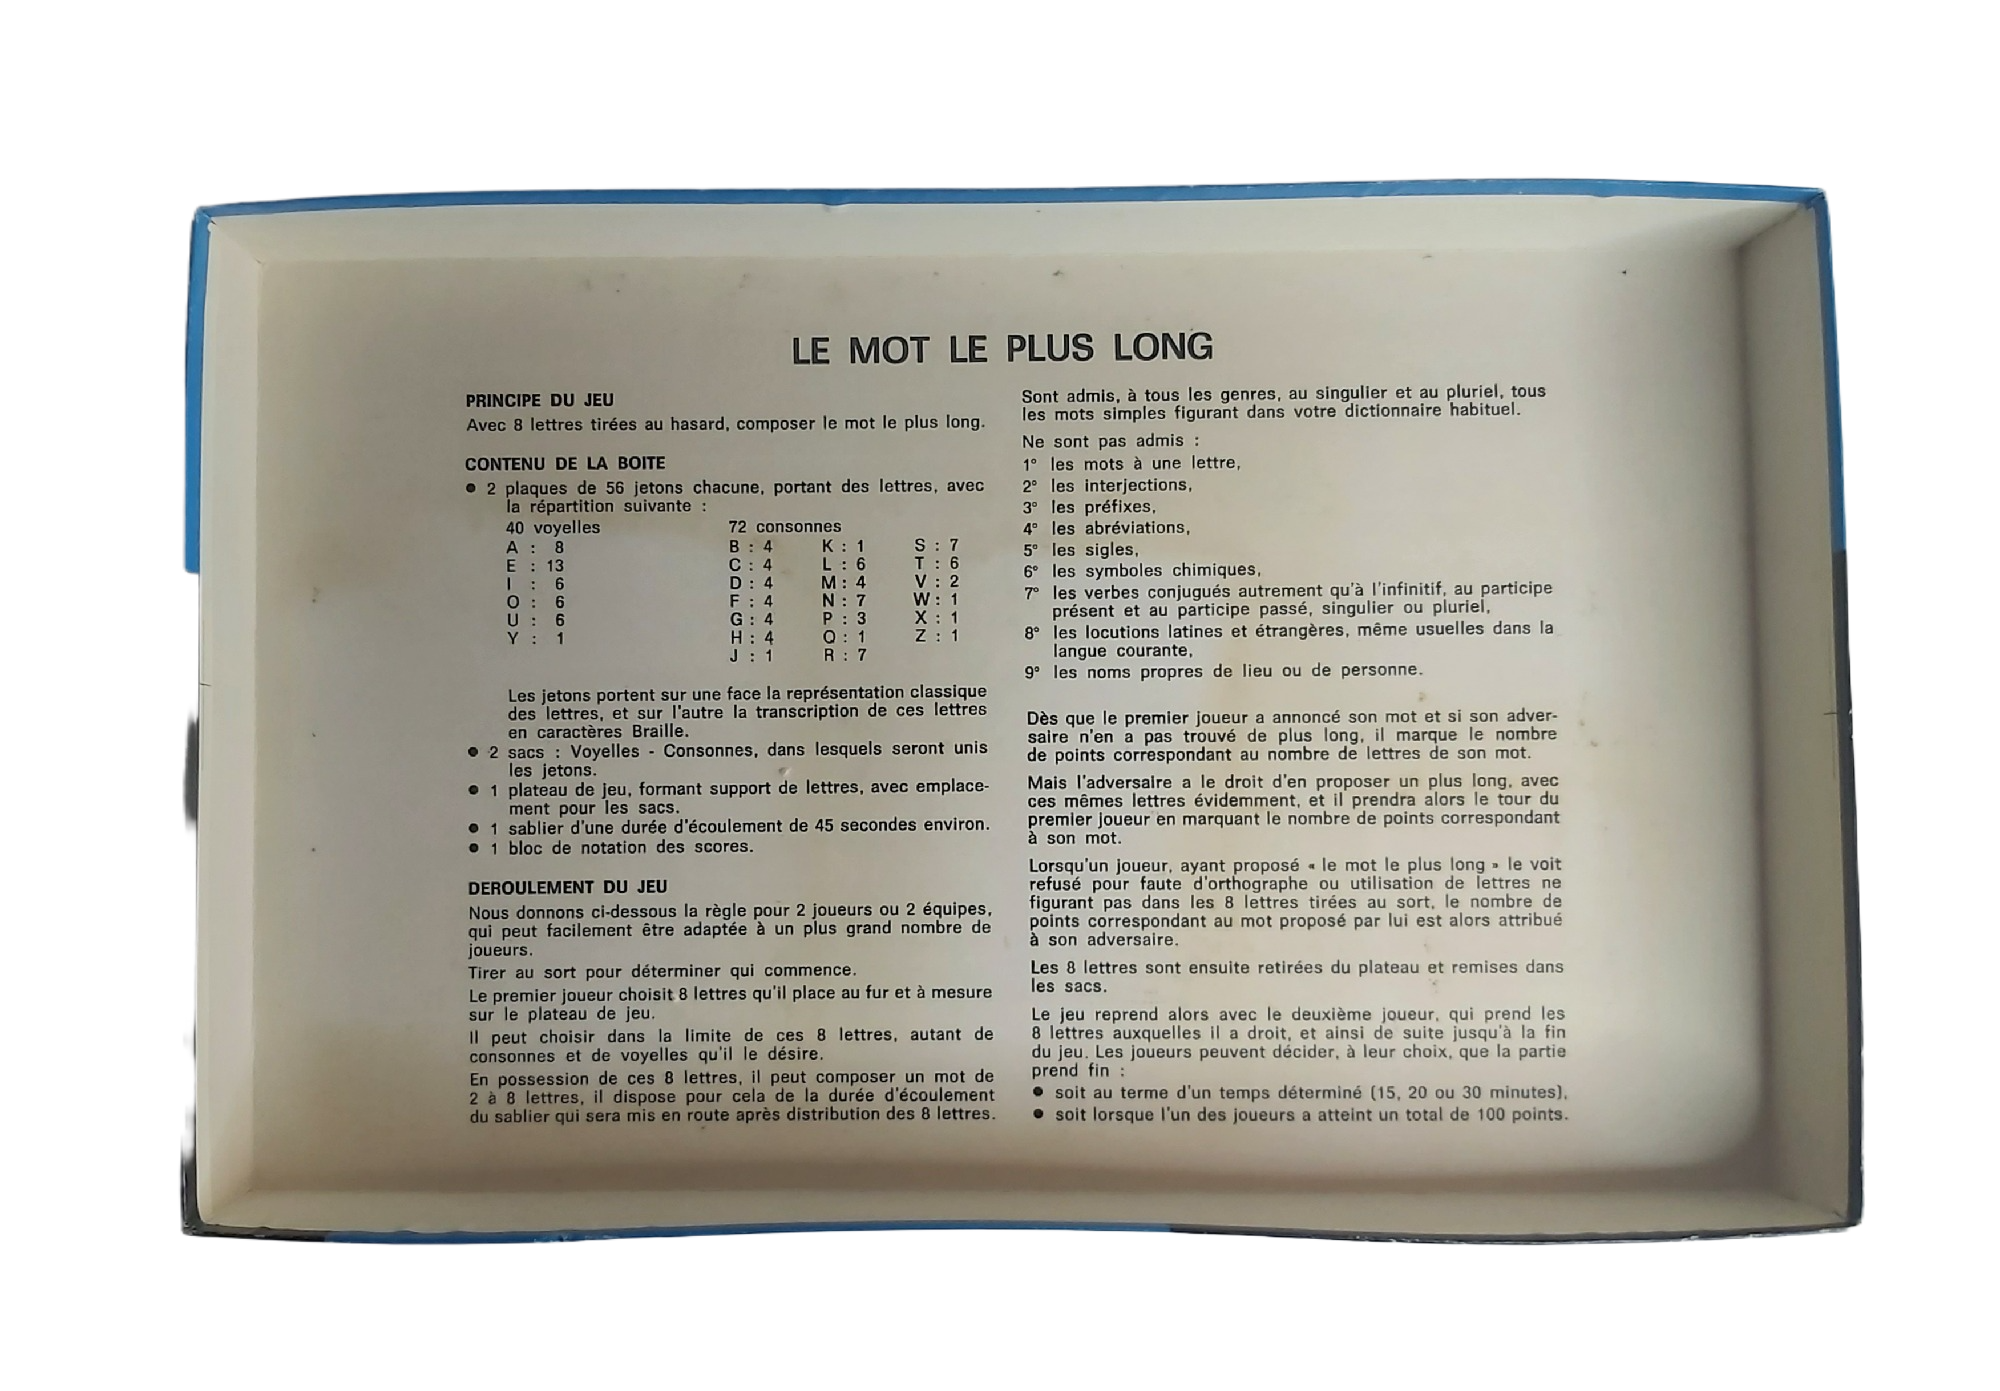 LE MOT LE PLUS LONG
PRINCIPE DU JEU
Avec 8 lettres tirées au hasard, composer le mot le plus long.
CONTENU DE LA BOITE
● 2 plaques de 56 jetons chacune, portant des lettres, avec
la répartition suivante :
40 voyelles 72 consonnes
A : 8 B : 4 K : 1 S : 7
E : 13 C : 4 L : 6 T : 6
I : 6 D : 4 M : 4 V : 2
O : 6 F : 4 N : 7 W : 1
U : 6 G : 4 P : 3 X : 1
Y : 1 H : 4 Q : 1 Z : 1
J : 1 R : 7
Les jetons portent sur une face la représentation classique
des lettres, et sur l'autre la transcription de ces lettres
en caractères Braille.
● 2 sacs : Voyelles - Consonnes, dans lesquels seront unis
les jetons.
● 1 plateau de jeu, formant support de lettres, avec emplace-
ment pour les sacs.
● 1 sablier d'une durée d'écoulement de 45 secondes environ.
● 1 bloc de notation des scores.
DEROULEMENT DU JEU
Nous donnons ci-dessous la règle pour 2 joueurs ou 2 équipes,
qui peut facilement être adaptée à un plus grand nombre de
joueurs.
Tirer au sort pour déterminer qui commence.
Le premier joueur choisit 8 lettres qu'il place au fur et à mesure
sur le plateau de jeu.
Il peut choisir dans la limite de ces 8 lettres, autant de
consonnes et de voyelles qu'il le désire.
En possession de ces 8 lettres, il peut composer un mot de
2 à 8 lettres, il dispose pour cela de la durée d'écoulement
du sablier qui sera mis en route après distribution des 8 lettres.
Sont admis, à tous les genres, au singulier et au pluriel, tous
les mots simples figurant dans votre dictionnaire habituel.
Ne sont pas admis :
1° les mots à une lettre,
2° les interjections,
3° les préfixes,
4° les abréviations,
5° les sigles,
6° les symboles chimiques,
7° les verbes conjugués autrement qu'à l'infinitif, au participe
présent et au participe passé, singulier ou pluriel,
8° les locutions latines et étrangères, même usuelles dans la
langue courante,
9° les noms propres de lieu ou de personne.
Dès que le premier joueur a annoncé son mot et si son adver-
saire n'en a pas trouvé de plus long, il marque le nombre
de points correspondant au nombre de lettres de son mot.
Mais l'adversaire a le droit d'en proposer un plus long, avec
ces mêmes lettres évidemment, et il prendra alors le tour du
premier joueur en marquant le nombre de points correspondant
à son mot.
Lorsqu'un joueur, ayant proposé « le mot le plus long » le voit
refusé pour faute d'orthographe ou utilisation de lettres ne
figurant pas dans les 8 lettres tirées au sort, le nombre de
points correspondant au mot proposé par lui est alors attribué
à son adversaire.
Les 8 lettres sont ensuite retirées du plateau et remises dans
les sacs.
Le jeu reprend alors avec le deuxième joueur, qui prend les
8 lettres auxquelles il a droit, et ainsi de suite jusqu'à la fin
du jeu. Les joueurs peuvent décider, à leur choix, que la partie
prend fin :
● soit au terme d'un temps déterminé (15, 20 ou 30 minutes),
● soit lorsque l'un des joueurs a atteint un total de 100 points.